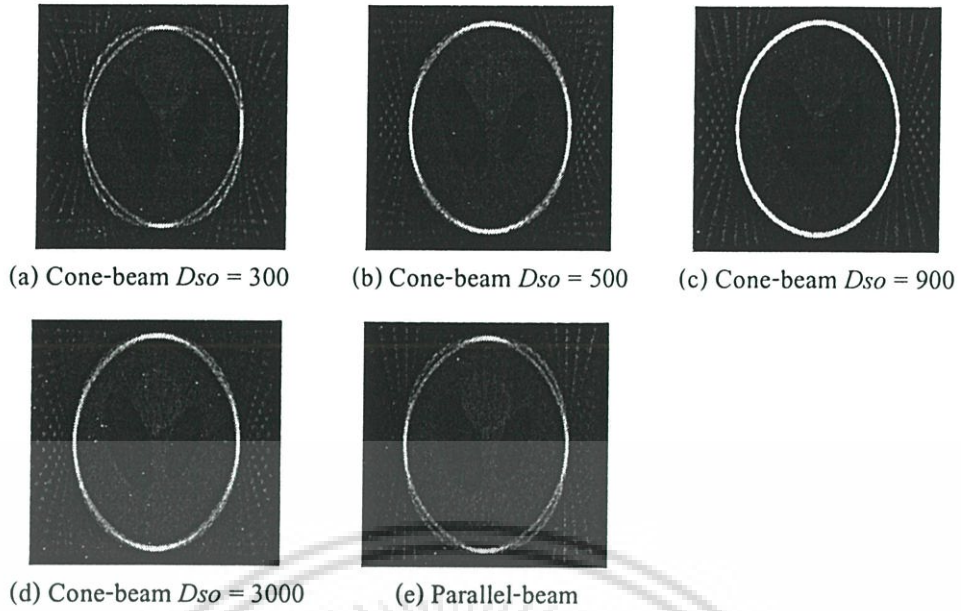 (a) Cone-beam Dso = 300
(b) Cone-beam Dso = 500
(c) Cone-beam Dso = 900
(d) Cone-beam Dso = 3000
(e) Parallel-beam